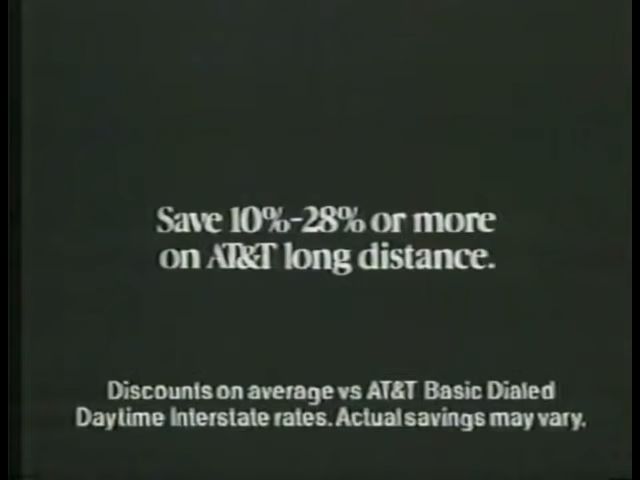 Save 10%-28% or more
on AT&T long distance.
Discounts on average vs AT&T Basic Dialed
Daytime Interstate rates. Actual savings may vary.